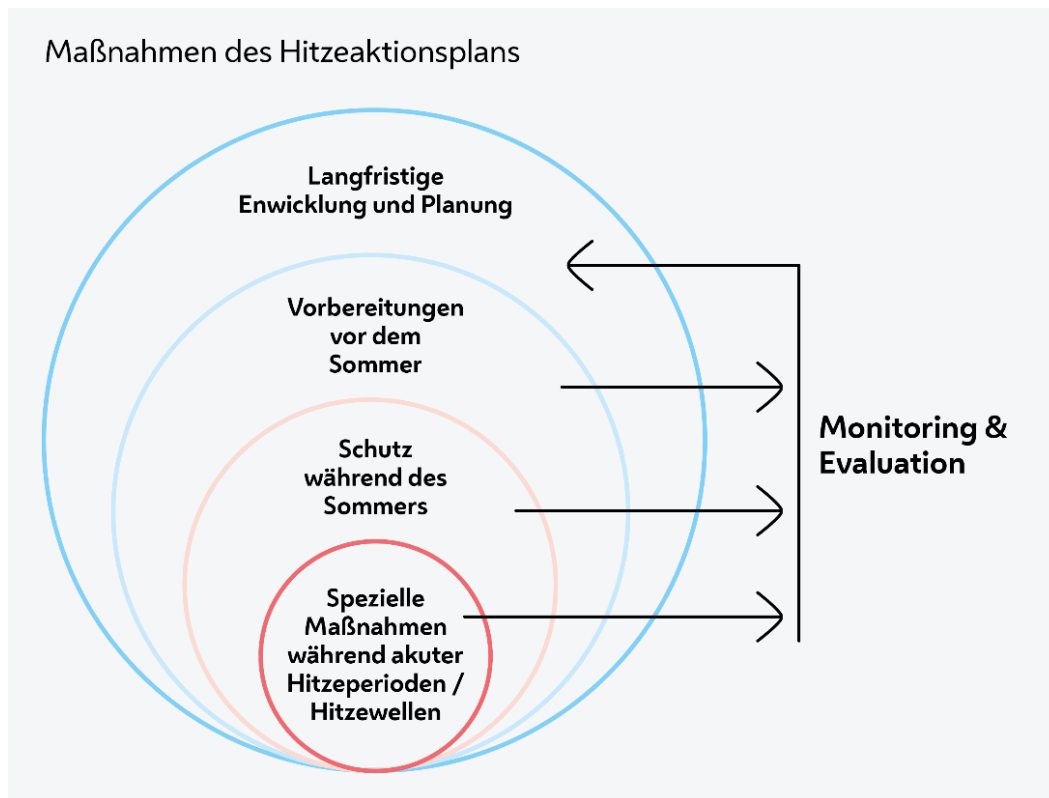 Maßnahmen des Hitzeaktionsplans
Langfristige
Enwicklung und Planung
Vorbereitungen
vor dem
Sommer
Schutz
während des
Sommers
Spezielle
Maßnahmen
während akuter
Hitzeperioden /
Hitzewellen
Monitoring &
Evaluation